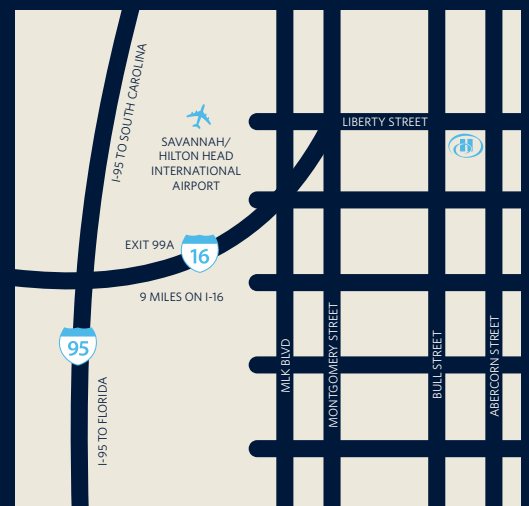 I-95 TO SOUTH CAROLINA
SAVANNAH/
HILTON HEAD
INTERNATIONAL
AIRPORT
LIBERTY STREET
H
EXIT 99A
16
9 MILES ON I-16
95
I-95 TO FLORIDA
MLK BLVD
MONTGOMERY STREET
BULL STREET
ABERCORN STREET